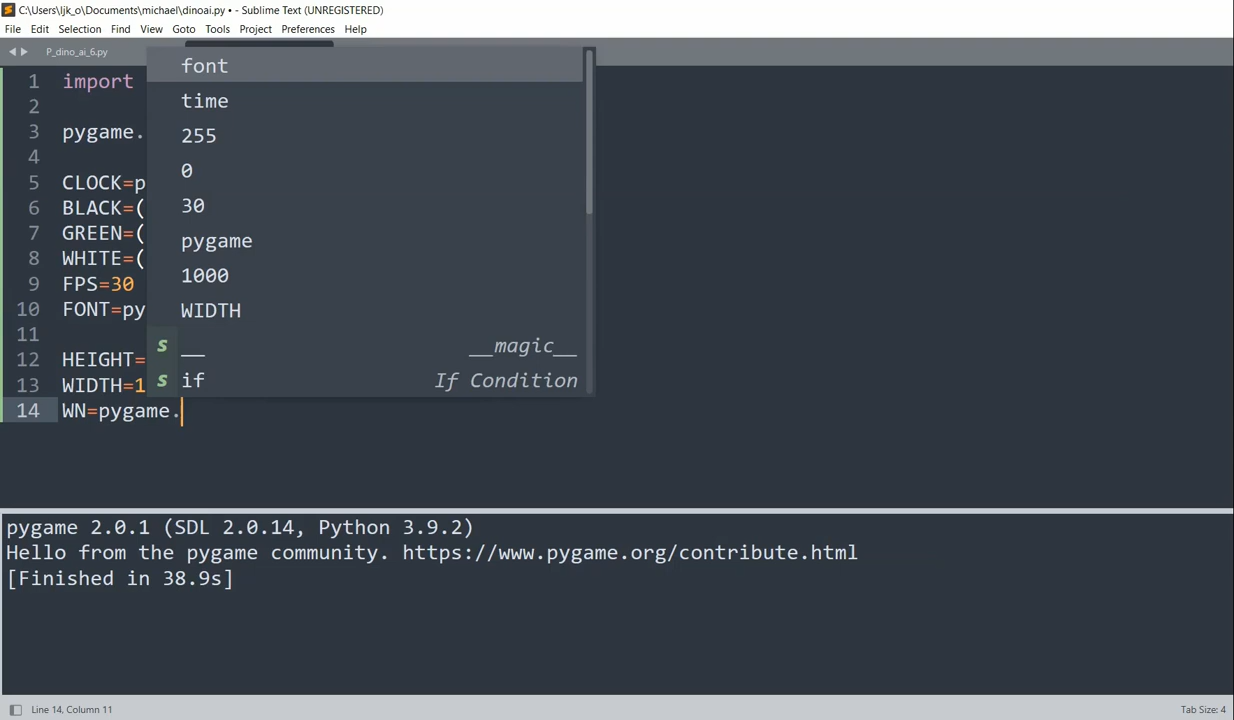 C:\Users\ljk_o\Documents\michael\dinoai.py • - Sublime Text (UNREGISTERED)
File Edit Selection Find View Goto Tools Project Preferences Help
P_dino_ai_6.py
1 import
2
3 pygame.
4
5 CLOCK=p
6 BLACK=(
7 GREEN=(
8 WHITE=(
9 FPS=30
10 FONT=py
11
12 HEIGHT=
13 WIDTH=1
14 WN=pygame.
font
time
255
0
30
pygame
1000
WIDTH
s __ __magic__
s if If Condition
pygame 2.0.1 (SDL 2.0.14, Python 3.9.2)
Hello from the pygame community. https://www.pygame.org/contribute.html
[Finished in 38.9s]
Line 14, Column 11
Tab Size: 4